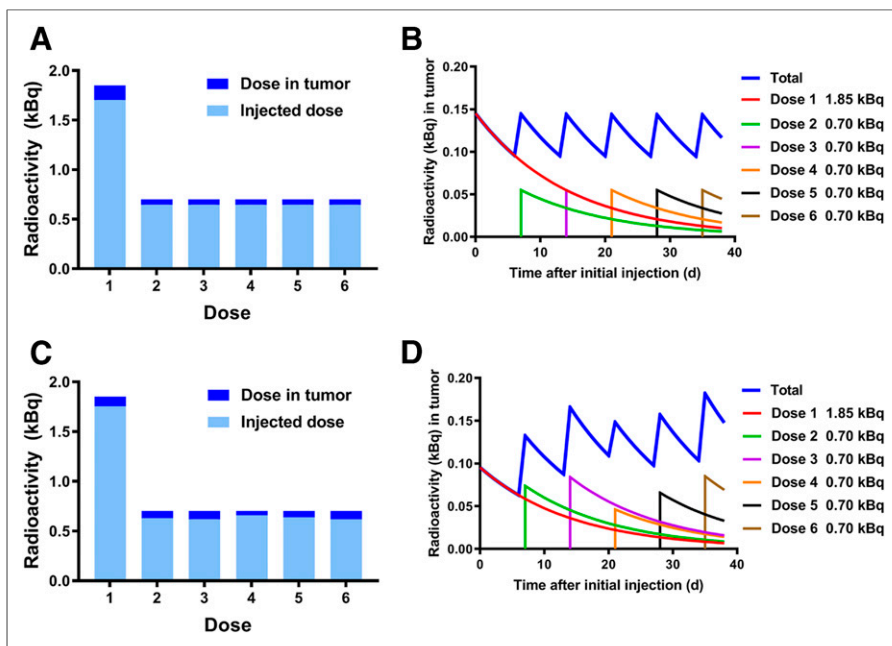 A
Radioactivity (kBq)
2.0
1.5
1.0
0.5
0.0
Dose in tumor
Injected dose
1 2 3 4 5 6
Dose
B
Radioactivity (kBq) in tumor
0.20
0.15
0.10
0.05
0.00
0 10 20 30 40
Time after initial injection (d)
Total
Dose 1 1.85 kBq
Dose 2 0.70 kBq
Dose 3 0.70 kBq
Dose 4 0.70 kBq
Dose 5 0.70 kBq
Dose 6 0.70 kBq
C
Radioactivity (kBq)
2.0
1.5
1.0
0.5
0.0
Dose in tumor
Injected dose
1 2 3 4 5 6
Dose
D
Radioactivity (kBq) in tumor
0.20
0.15
0.10
0.05
0.00
0 10 20 30 40
Time after initial injection (d)
Total
Dose 1 1.85 kBq
Dose 2 0.70 kBq
Dose 3 0.70 kBq
Dose 4 0.70 kBq
Dose 5 0.70 kBq
Dose 6 0.70 kBq